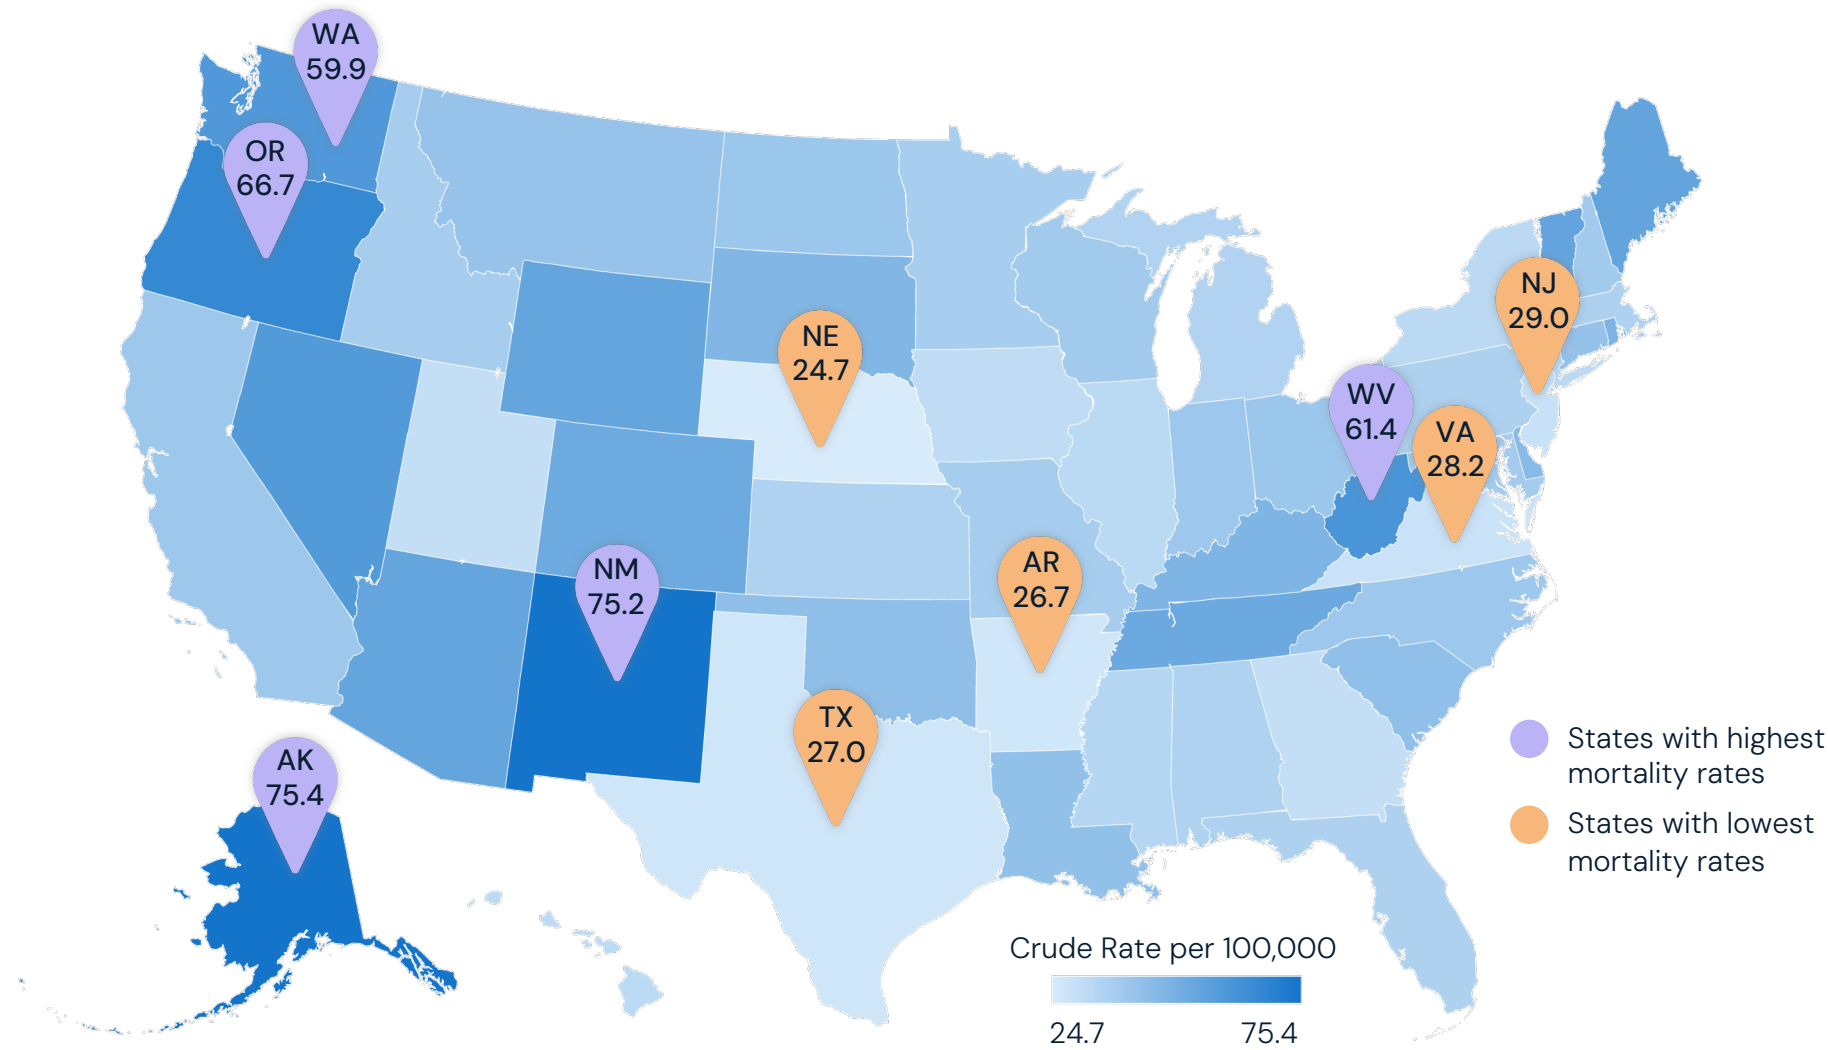 WA
59.9
OR
66.7
NJ
29.0
NE
24.7
WV
61.4
VA
28.2
NM
75.2
AR
26.7
TX
27.0
AK
75.4
States with highest
mortality rates
States with lowest
mortality rates
Crude Rate per 100,000
24.7
75.4